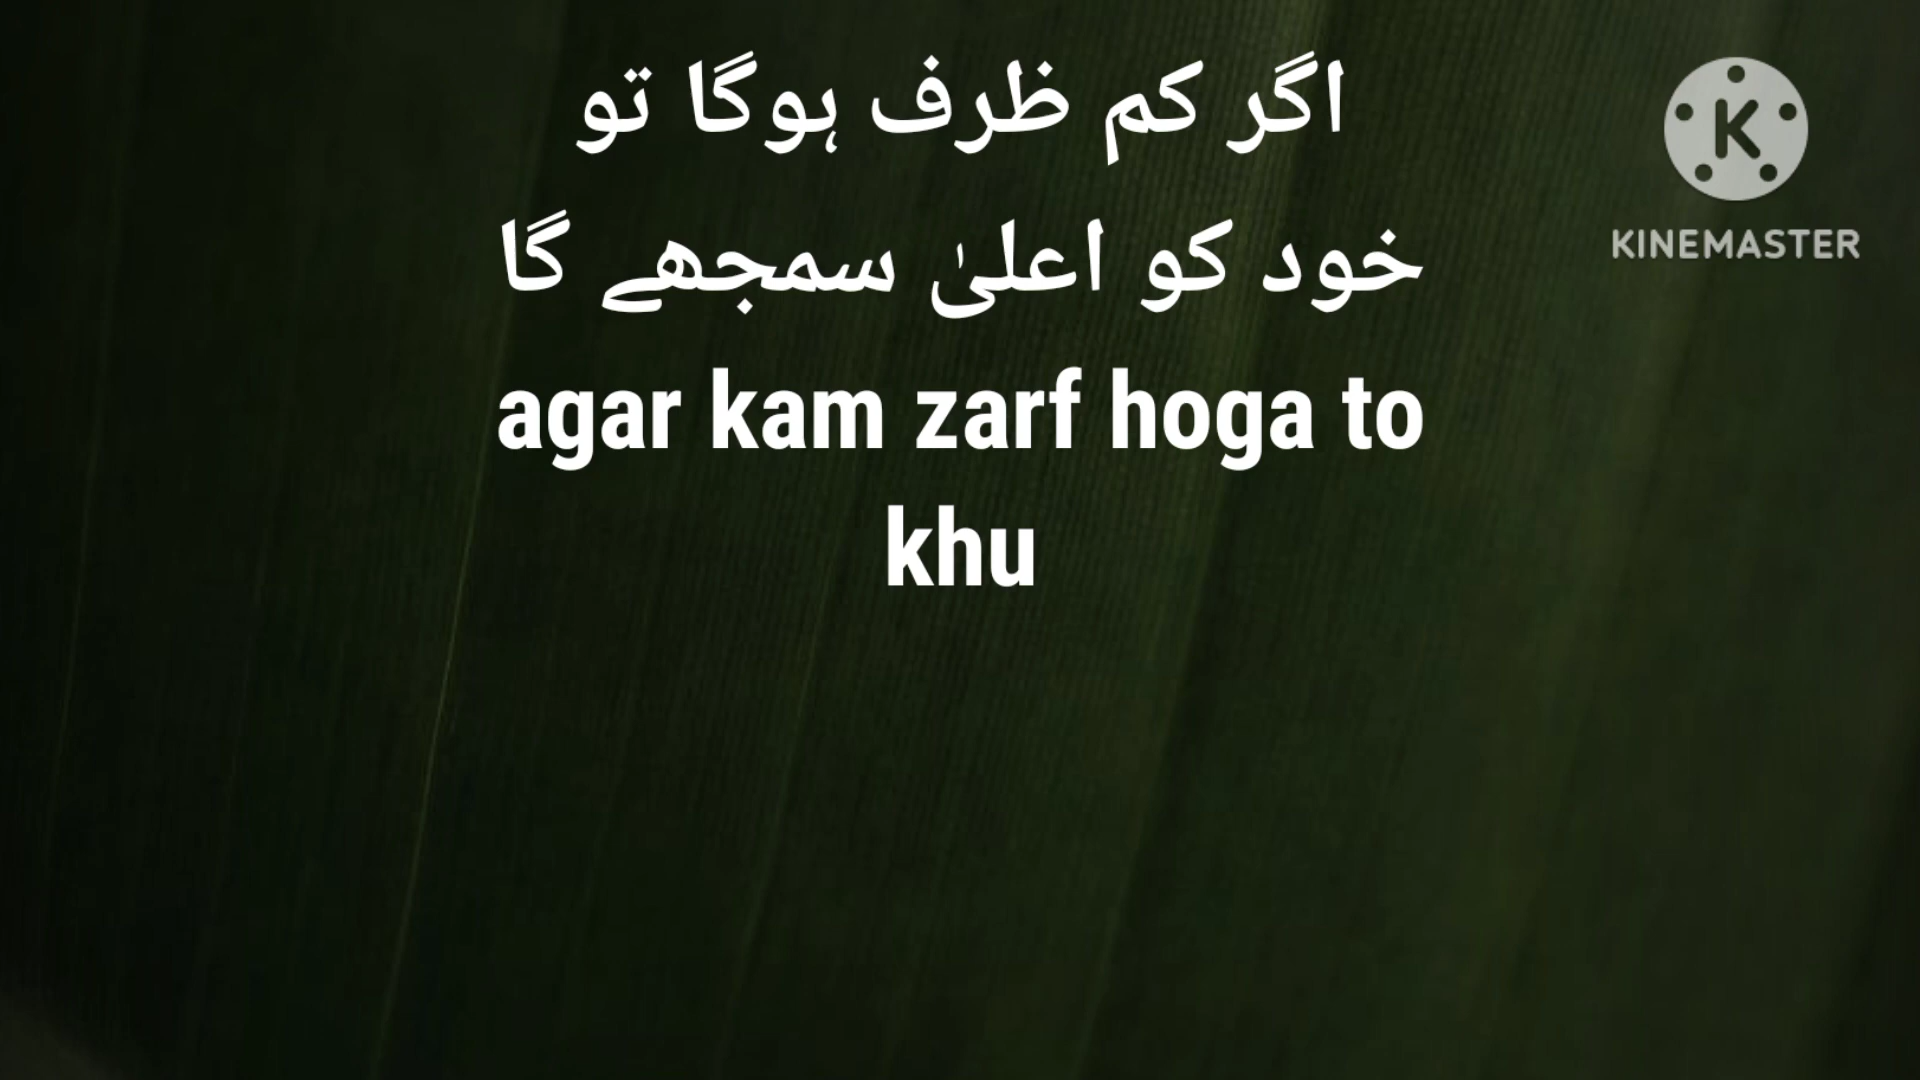 اگر کم ظرف ہوگا تو
خود کو اعلیٰ سمجھے گا
agar kam zarf hoga to
khu
K
KINEMASTER